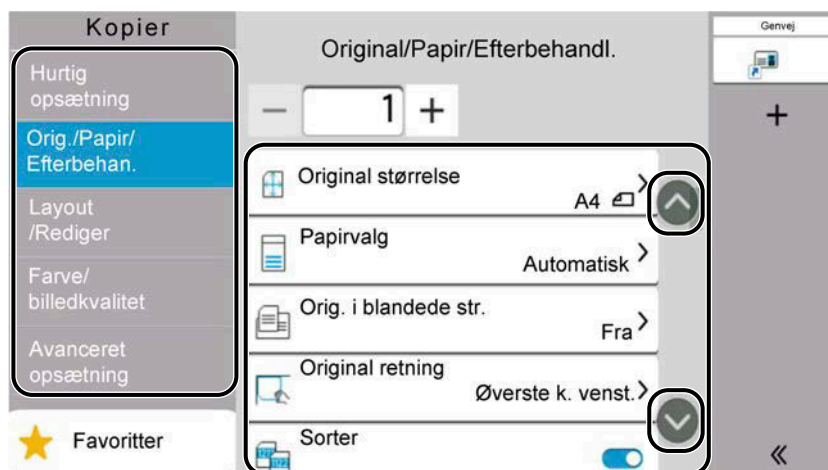 Kopier
Hurtig
opsætning
Orig./Papir/
Efterbehan.
Layout
/Rediger
Farve/
billedkvalitet
Avanceret
opsætning
Favoritter
Original/Papir/Efterbehandl.
1
Original størrelse
A4
Papirvalg
Automatisk
Orig. i blandede str.
Fra
Original retning
Øverste k. venst.
Sorter
Genvej